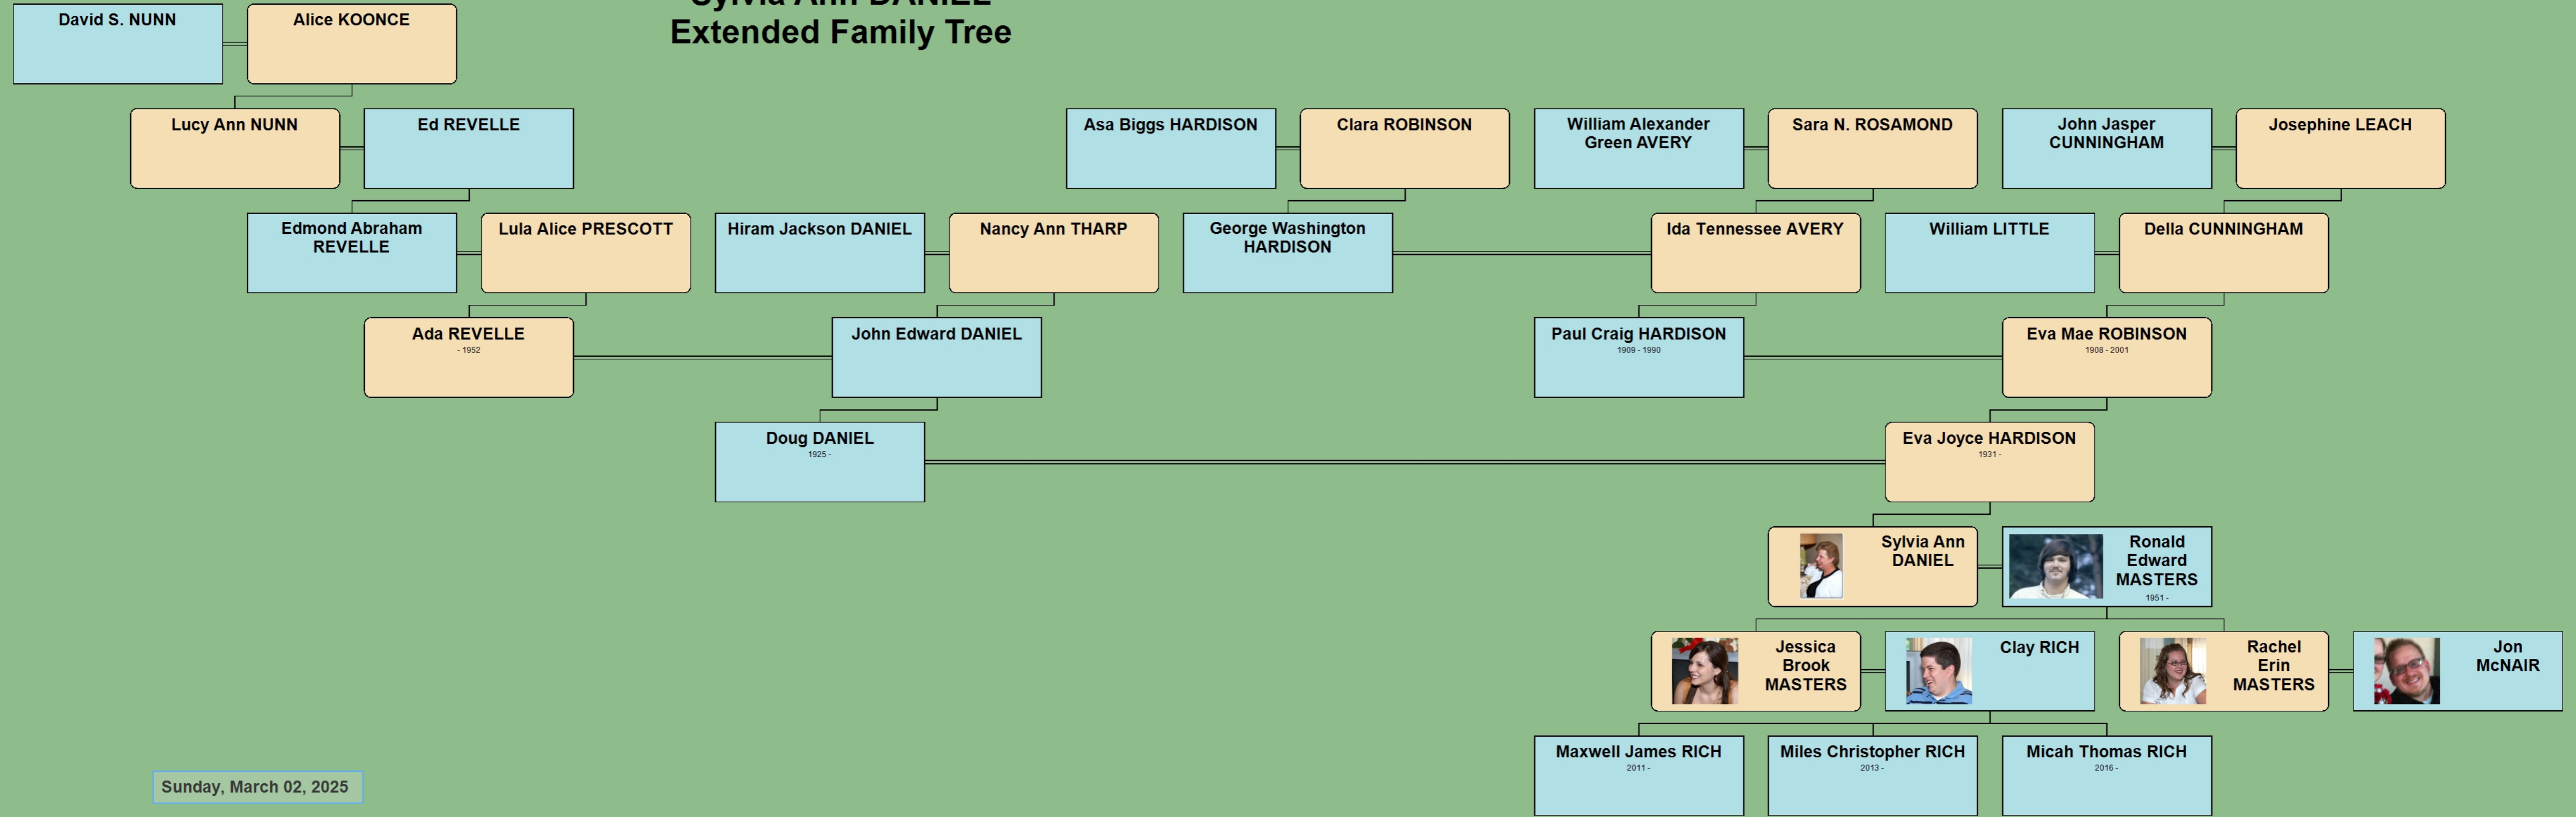 Sylvia Ann DANIEL
Extended Family Tree
David S. NUNN
Alice KOONCE
Lucy Ann NUNN
Ed REVELLE
Asa Biggs HARDISON
Clara ROBINSON
William Alexander
Green AVERY
Sara N. ROSAMOND
John Jasper
CUNNINGHAM
Josephine LEACH
Edmond Abraham
REVELLE
Lula Alice PRESCOTT
Hiram Jackson DANIEL
Nancy Ann THARP
George Washington
HARDISON
Ida Tennessee AVERY
William LITTLE
Della CUNNINGHAM
Ada REVELLE
- 1952
John Edward DANIEL
Paul Craig HARDISON
1909 - 1990
Eva Mae ROBINSON
1908 - 2001
Doug DANIEL
1925 -
Eva Joyce HARDISON
1931 -
Sylvia Ann
DANIEL
Ronald
Edward
MASTERS
1951 -
Jessica
Brook
MASTERS
Clay RICH
Rachel
Erin
MASTERS
Jon
McNAIR
Maxwell James RICH
2011 -
Miles Christopher RICH
2013 -
Micah Thomas RICH
2016 -
Sunday, March 02, 2025